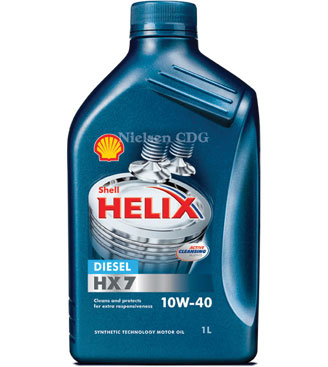 Nielsen CDG
Shell
HELIX
ACTIVE
CLEANSING
DIESEL
HX7
10W-40
Cleans and protects
for extra responsiveness
SYNTHETIC TECHNOLOGY MOTOR OIL
1L